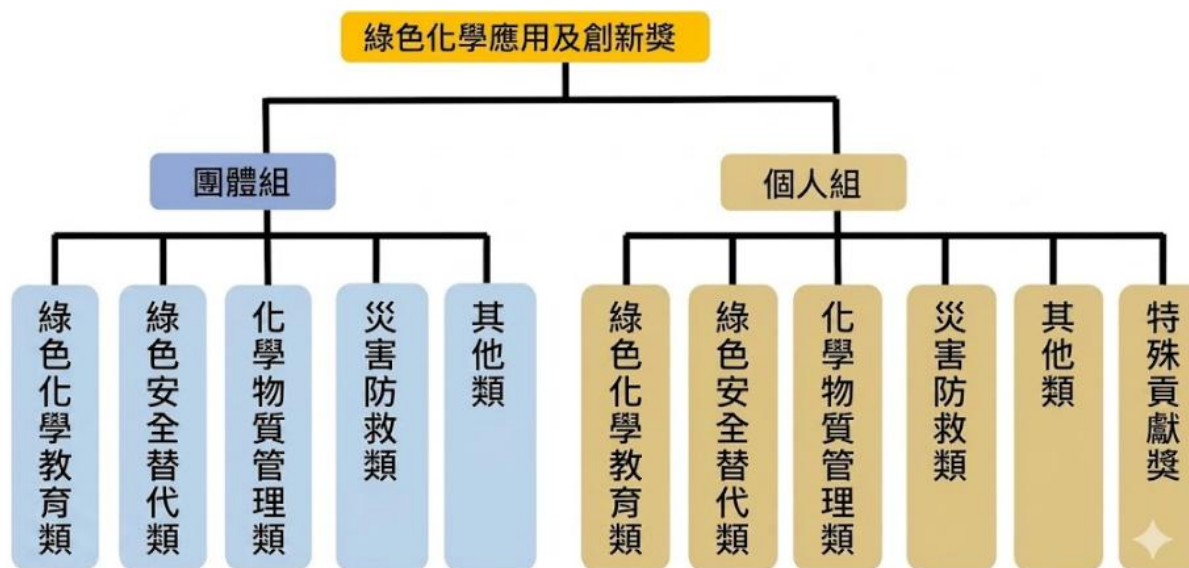 綠色化學應用及創新獎
團體組
個人組
綠色化學教育類
綠色安全替代類
化學物質管理類
災害防救類
其他類
綠色化學教育類
綠色安全替代類
化學物質管理類
災害防救類
其他類
特殊貢獻獎